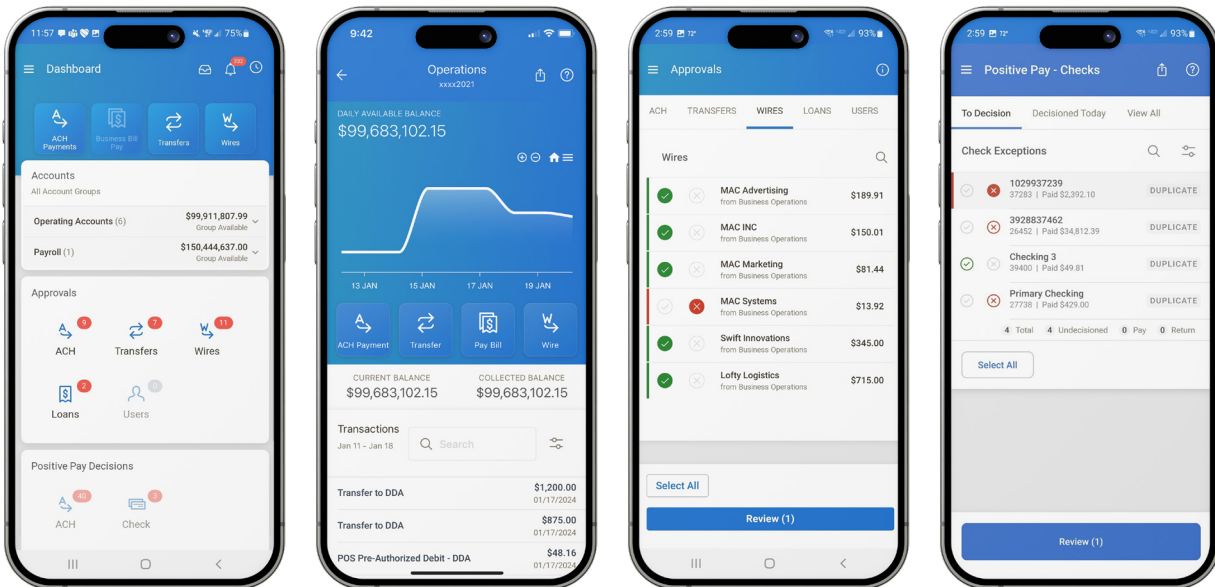 11:57 75%
Dashboard
ACH Payments
Business Bill Pay
Transfers
Wires
Accounts
All Account Groups
Operating Accounts (6) $99,911,807.99
Group Available
Payroll (1) $150,444,637.00
Group Available
Approvals
9 7 11
ACH Transfers Wires
2
Loans Users
Positive Pay Decisions
40 3
ACH Check
9:42
Operations
xxxx2021
DAILY AVAILABLE BALANCE
$99,683,102.15
13 JAN 15 JAN 17 JAN 19 JAN
ACH Payment Transfer Pay Bill Wire
CURRENT BALANCE COLLECTED BALANCE
$99,683,102.15 $99,683,102.15
Transactions
Jan 11 - Jan 18
Search
Transfer to DDA $1,200.00
01/17/2024
Transfer to DDA $875.00
01/17/2024
POS Pre-Authorized Debit - DDA $48.16
01/17/2024
2:59 72° 93%
Approvals
ACH TRANSFERS WIRES LOANS USERS
Wires
MAC Advertising $189.91
from Business Operations
MAC INC $150.01
from Business Operations
MAC Marketing $81.44
from Business Operations
MAC Systems $13.92
from Business Operations
Swift Innovations $345.00
from Business Operations
Lofty Logistics $715.00
from Business Operations
Select All
Review (1)
2:59 72° 93%
Positive Pay - Checks
To Decision Decisioned Today View All
Check Exceptions
1029937239 DUPLICATE
37283 | Paid $2,392.10
3928837462 DUPLICATE
26452 | Paid $34,812.39
Checking 3 DUPLICATE
39400 | Paid $49.81
Primary Checking DUPLICATE
27738 | Paid $429.00
4 Total 4 Undecisioned 0 Pay 0 Return
Select All
Review (1)